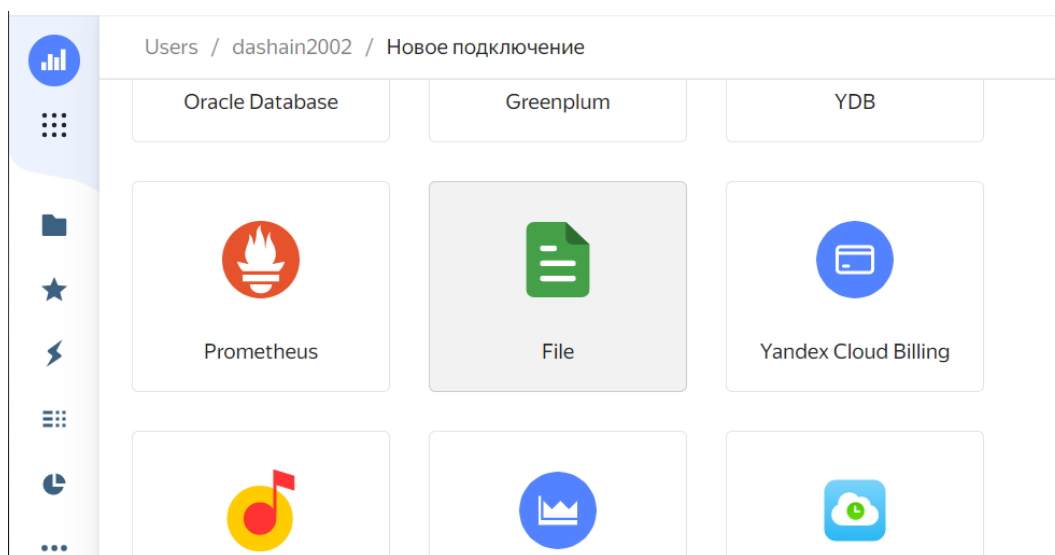 Users / dashain2002 / Новое подключение
Oracle Database
Greenplum
YDB
Prometheus
File
Yandex Cloud Billing